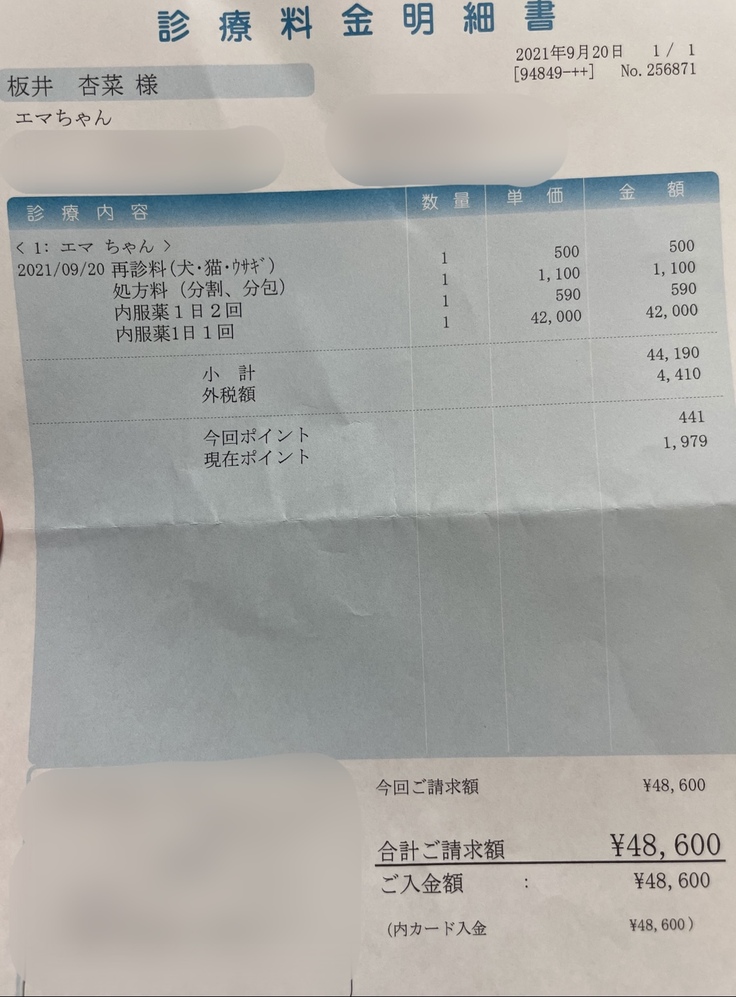 診療料金明細書
2021年9月20日 1/ 1
[94849-++] No.256871
板井 杏菜 様
エマちゃん
診療内容 数量 単価 金額
< 1: エマ ちゃん >
2021/09/20 再診料(犬・猫・ｳｻｷﾞ) 1 500 500
処方料 (分割、分包) 1 1,100 1,100
内服薬１日２回 1 590 590
内服薬1日１回 1 42,000 42,000
小 計 44,190
外税額 4,410
今回ポイント 441
現在ポイント 1,979
今回ご請求額 ¥48,600
合計ご請求額 ¥48,600
ご入金額 : ¥48,600
(内カード入金 ¥48,600)